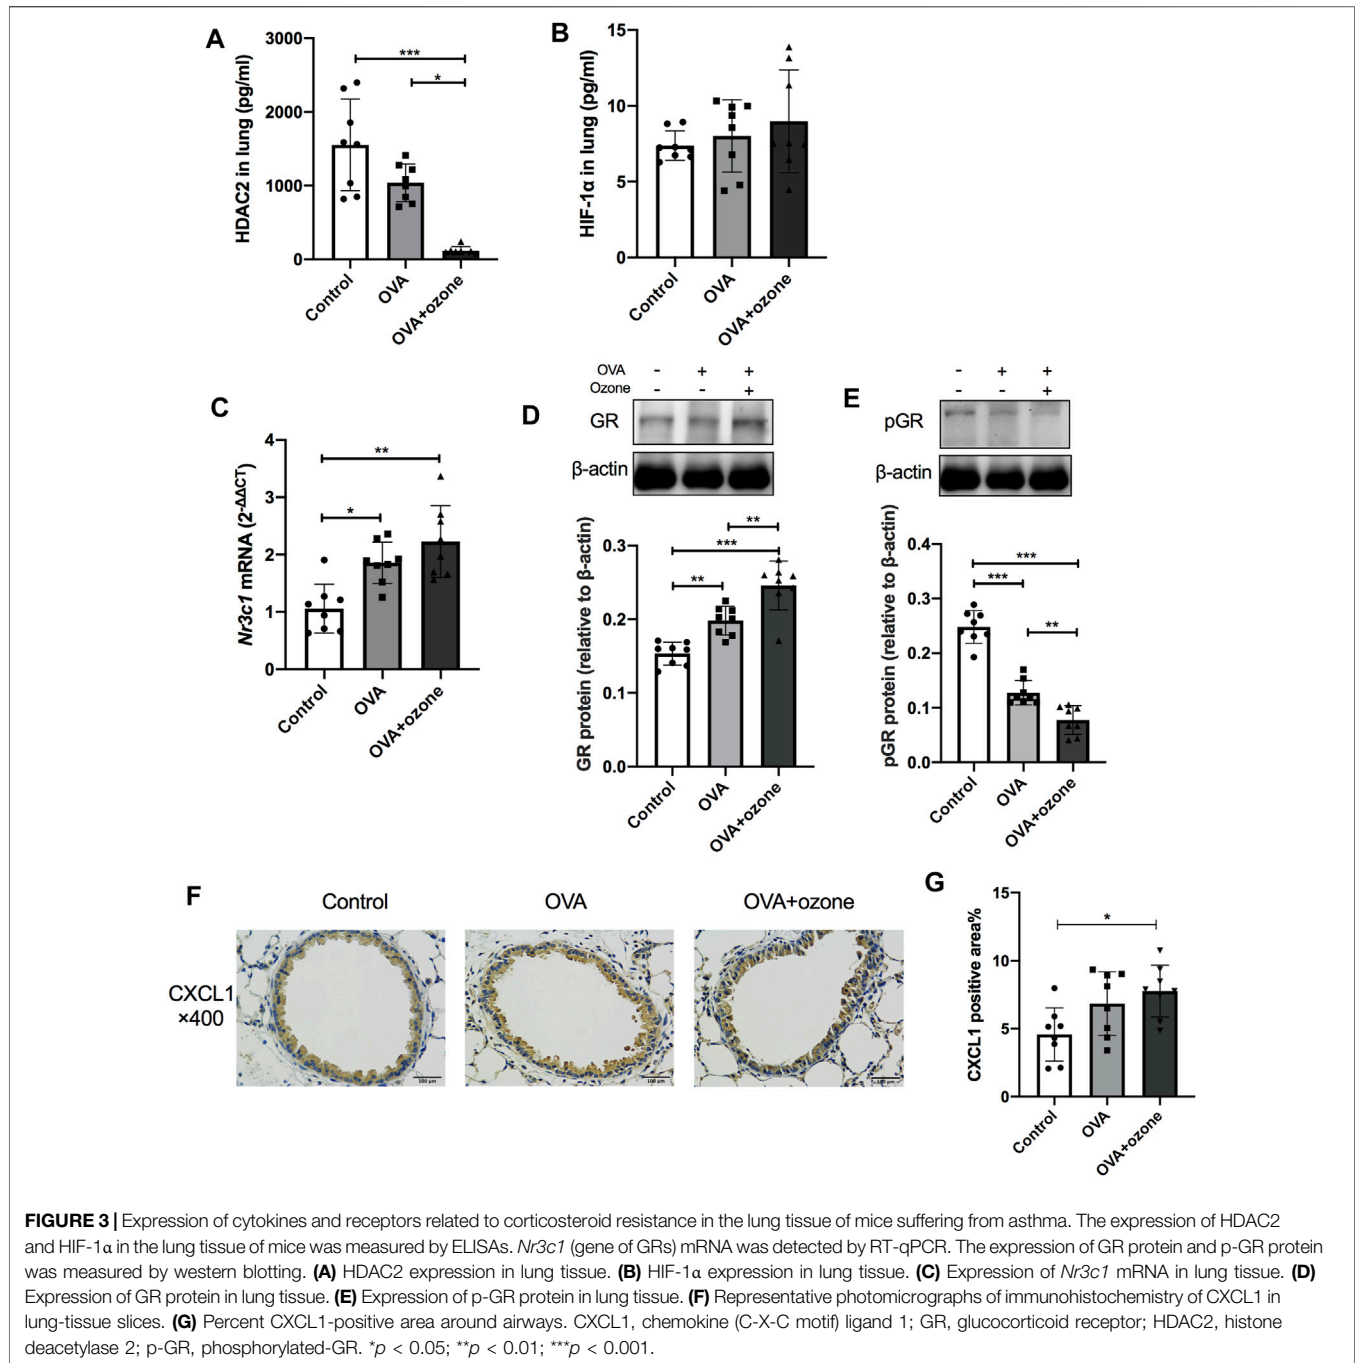 A
HDAC2 in lung (pg/ml)
3000
2000
1000
0
***
*
Control
OVA
OVA+ozone
B
HIF-1α in lung (pg/ml)
15
10
5
0
Control
OVA
OVA+ozone
C
Nr3c1 mRNA (2-ΔΔCT)
4
3
2
1
0
**
*
Control
OVA
OVA+ozone
D
OVA - + +
Ozone - - +
GR
β-actin
GR protein (relative to β-actin)
0.3
0.2
0.1
0.0
**
***
**
Control
OVA
OVA+ozone
E
- + +
- - +
pGR
β-actin
pGR protein (relative to β-actin)
0.4
0.3
0.2
0.1
0.0
***
***
**
Control
OVA
OVA+ozone
F
Control OVA OVA+ozone
CXCL1
×400
100 μm
100 μm
100 μm
G
CXCL1 positive area%
15
10
5
0
*
Control
OVA
OVA+ozone
FIGURE 3 | Expression of cytokines and receptors related to corticosteroid resistance in the lung tissue of mice suffering from asthma. The expression of HDAC2
and HIF-1α in the lung tissue of mice was measured by ELISAs. Nr3c1 (gene of GRs) mRNA was detected by RT-qPCR. The expression of GR protein and p-GR protein
was measured by western blotting. (A) HDAC2 expression in lung tissue. (B) HIF-1α expression in lung tissue. (C) Expression of Nr3c1 mRNA in lung tissue. (D)
Expression of GR protein in lung tissue. (E) Expression of p-GR protein in lung tissue. (F) Representative photomicrographs of immunohistochemistry of CXCL1 in
lung-tissue slices. (G) Percent CXCL1-positive area around airways. CXCL1, chemokine (C-X-C motif) ligand 1; GR, glucocorticoid receptor; HDAC2, histone
deacetylase 2; p-GR, phosphorylated-GR. *p < 0.05; **p < 0.01; ***p < 0.001.